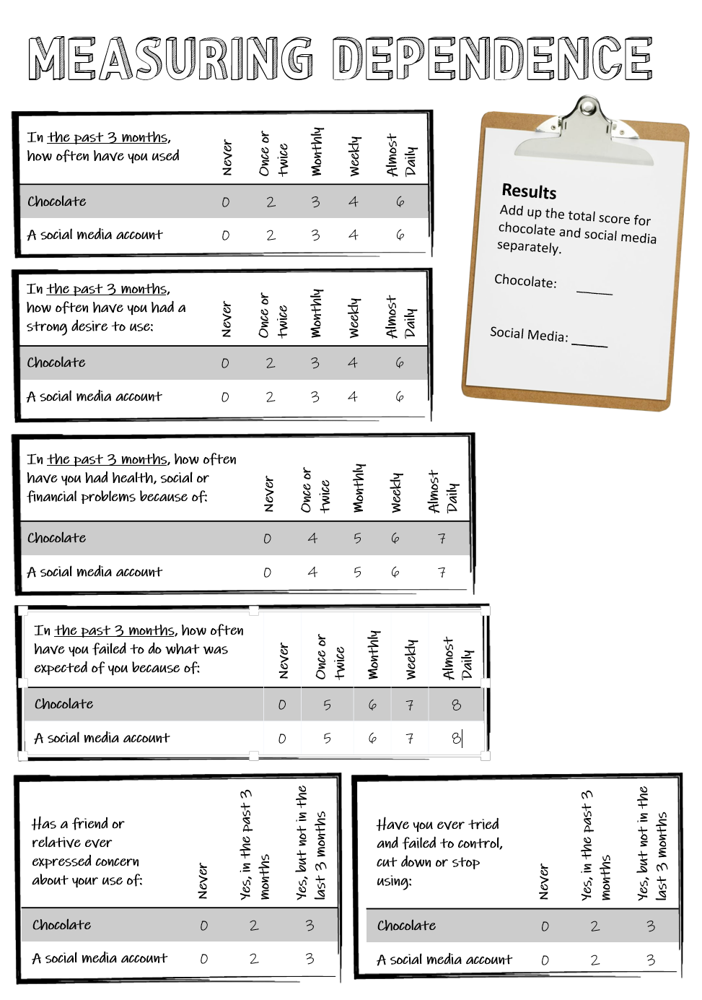 MEASURING DEPENDENCE
In the past 3 months,
how often have you used
Never
Once or
twice
Monthly
Weekly
Almost
Daily
Chocolate 0 2 3 4 6
A social media account 0 2 3 4 6
Results
Add up the total score for
chocolate and social media
separately.
Chocolate: _____
Social Media: _____
In the past 3 months,
how often have you had a
strong desire to use:
Never
Once or
twice
Monthly
Weekly
Almost
Daily
Chocolate 0 2 3 4 6
A social media account 0 2 3 4 6
In the past 3 months, how often
have you had health, social or
financial problems because of:
Never
Once or
twice
Monthly
Weekly
Almost
Daily
Chocolate 0 4 5 6 7
A social media account 0 4 5 6 7
In the past 3 months, how often
have you failed to do what was
expected of you because of:
Never
Once or
twice
Monthly
Weekly
Almost
Daily
Chocolate 0 5 6 7 8
A social media account 0 5 6 7 8
Has a friend or
relative ever
expressed concern
about your use of:
Never
Yes, in the past 3
months
Yes, but not in the
last 3 months
Chocolate 0 2 3
A social media account 0 2 3
Have you ever tried
and failed to control,
cut down or stop
using:
Never
Yes, in the past 3
months
Yes, but not in the
last 3 months
Chocolate 0 2 3
A social media account 0 2 3